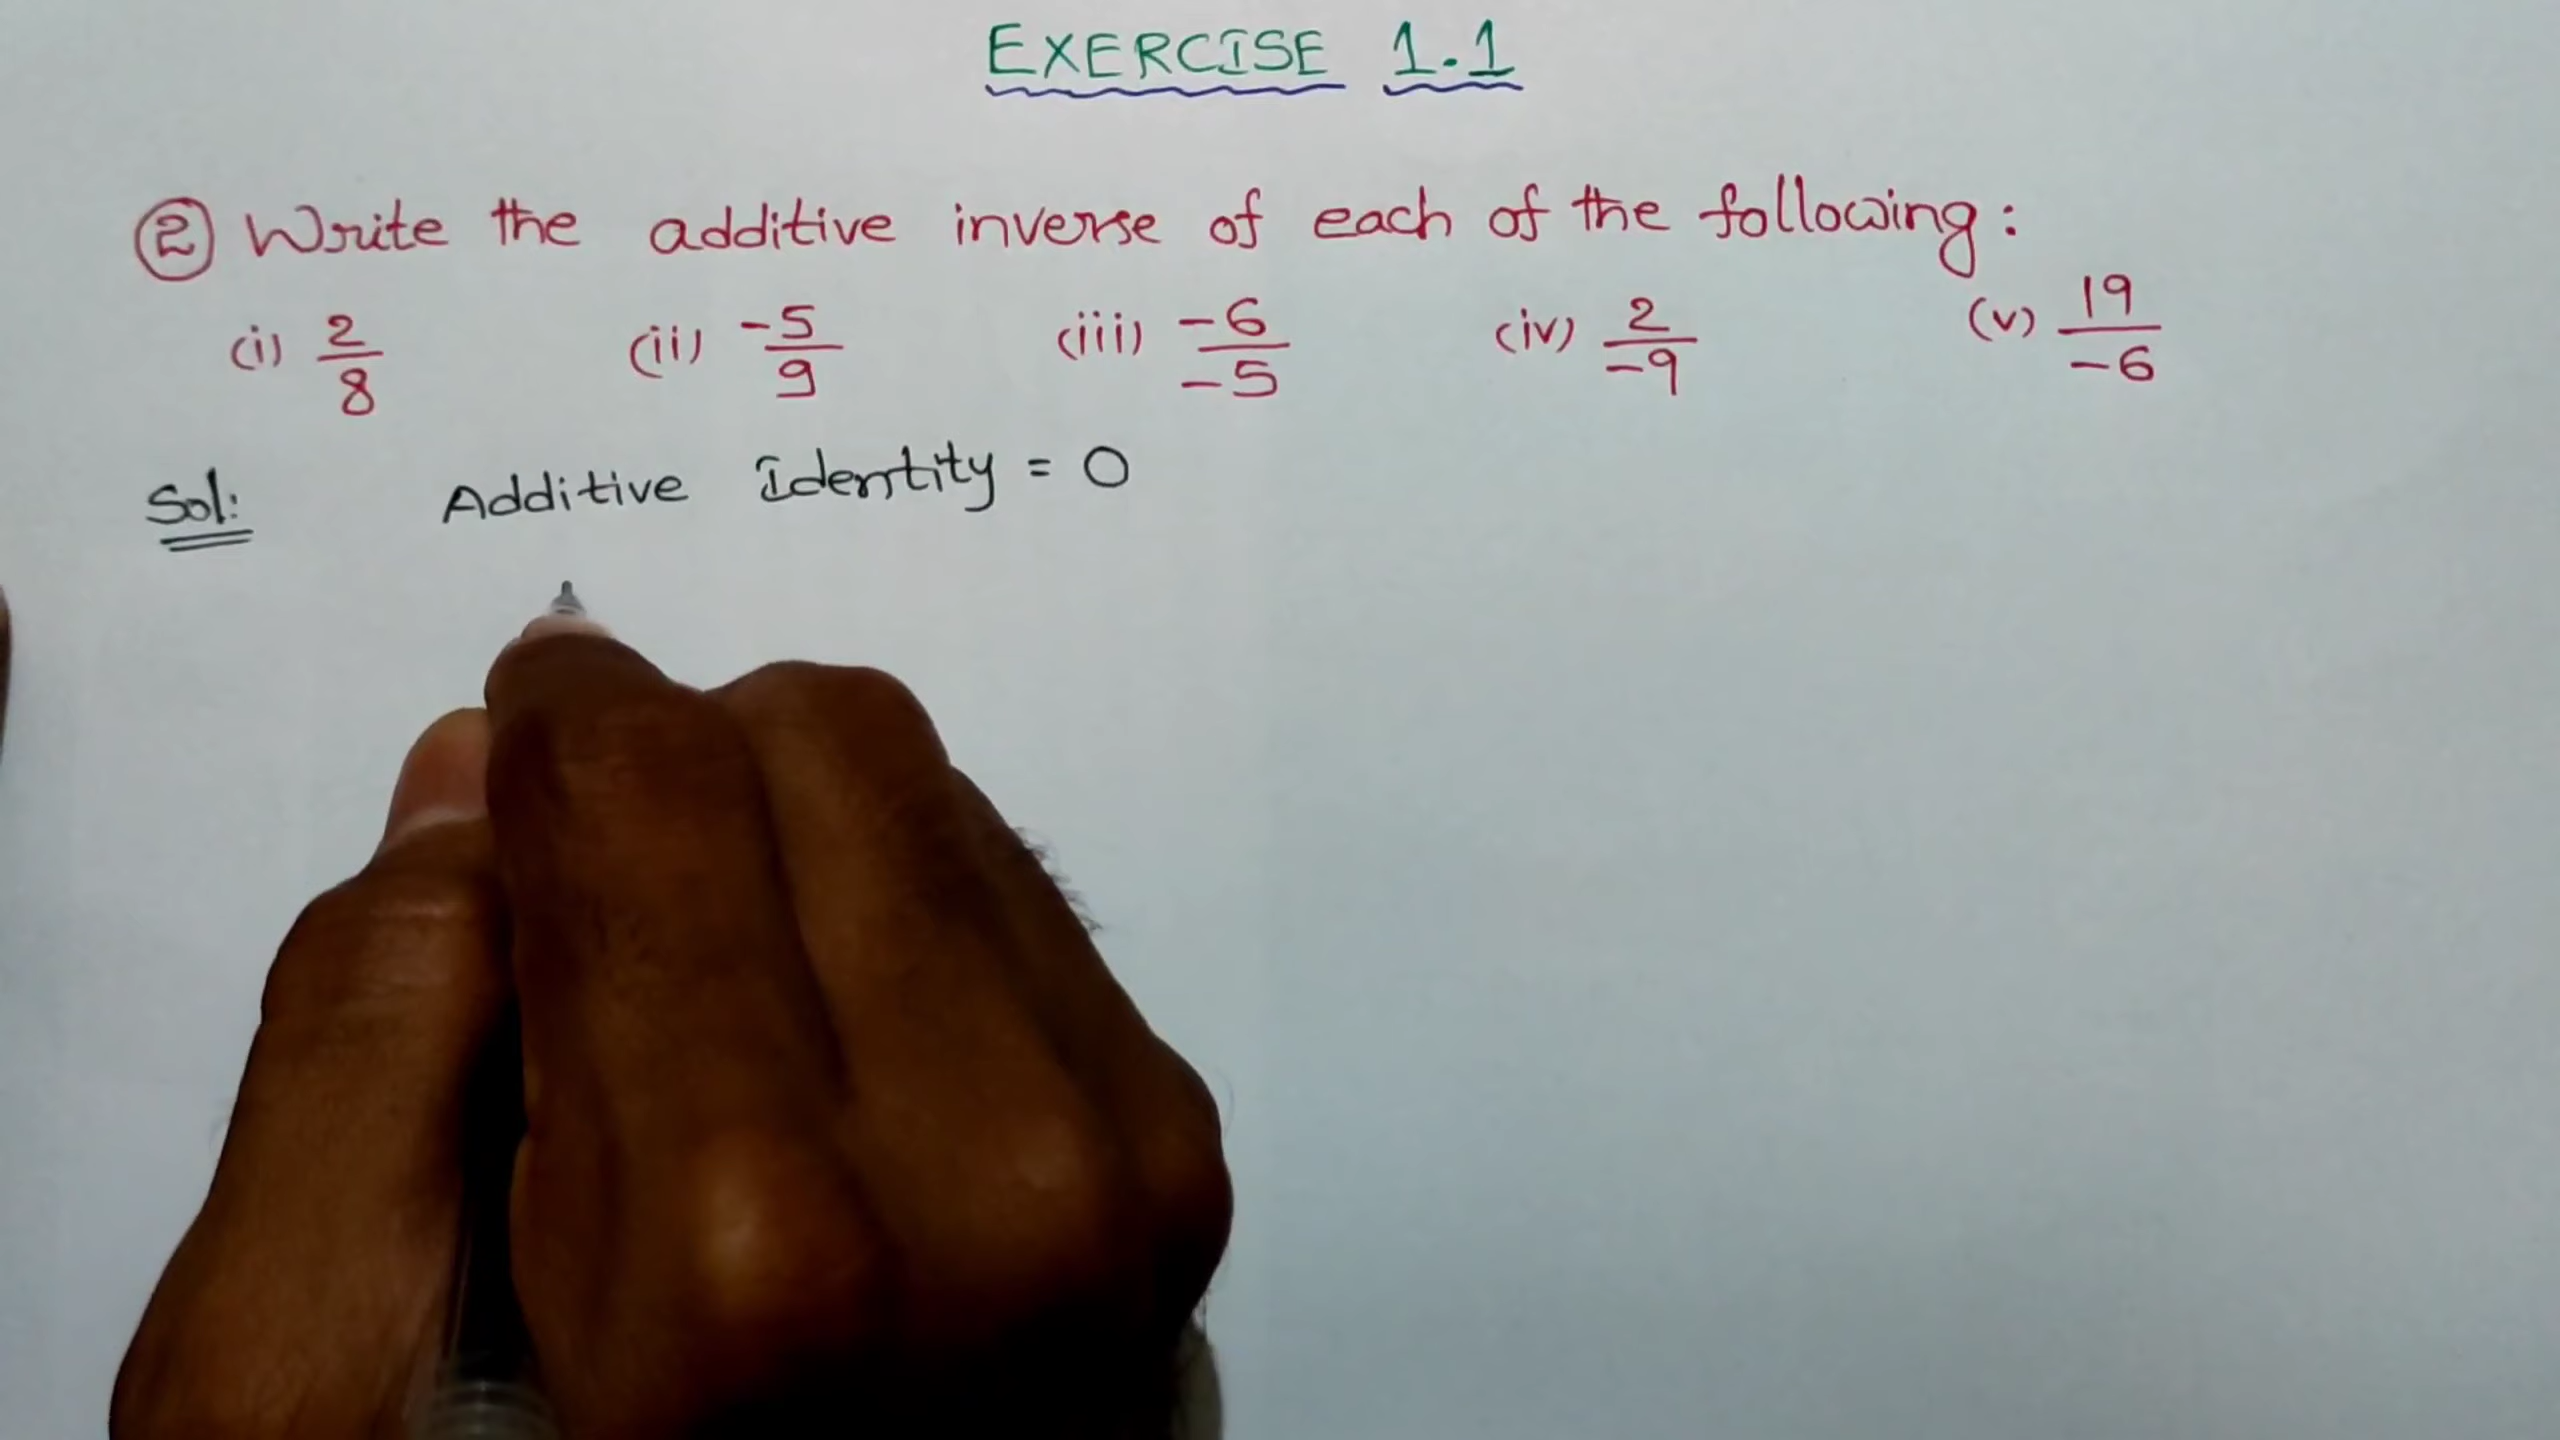 EXERCISE 1.1
② Write the additive inverse of each of the following:
(i) 2/8 (ii) -5/9 (iii) -6/-5 (iv) 2/-9 (v) 19/-6
Sol: Additive Identity = 0